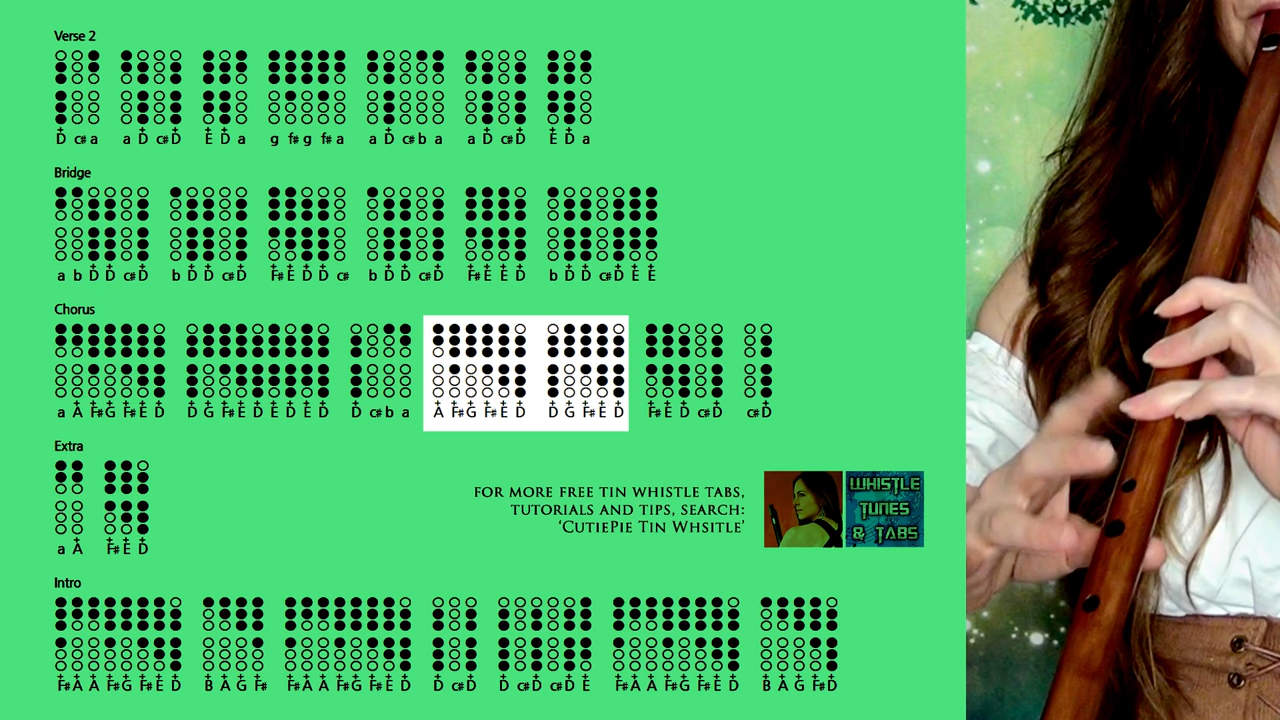 Verse 2
D c# a a D c# D E D a g f# g f# a a D c# b a a D c# D E D a
Bridge
a b D D c# D b D D c# D F# E D D c# b D D c# D F# E E D b D D c# D E E
Chorus
a A F# G F# E D D G F# E D E D E D D c# b a A F# G F# E D D G F# E D F# E D c# D c# D
Extra
a A F# E D
FOR MORE FREE TIN WHISTLE TABS,
TUTORIALS AND TIPS, SEARCH:
'CUTIEPIE TIN WHSITLE'
WHISTLE
TUNES
& TABS
Intro
F# A A F# G F# E D B A G F# F# A A F# G F# E D D c# D D c# D c# D E F# A A F# G F# E D B A G F# D